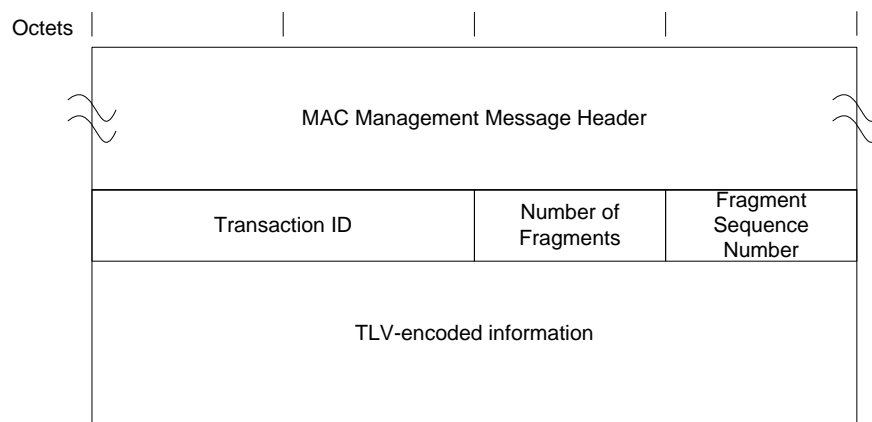 Octets
MAC Management Message Header
Transaction ID
Number of
Fragments
Fragment
Sequence
Number
TLV-encoded information